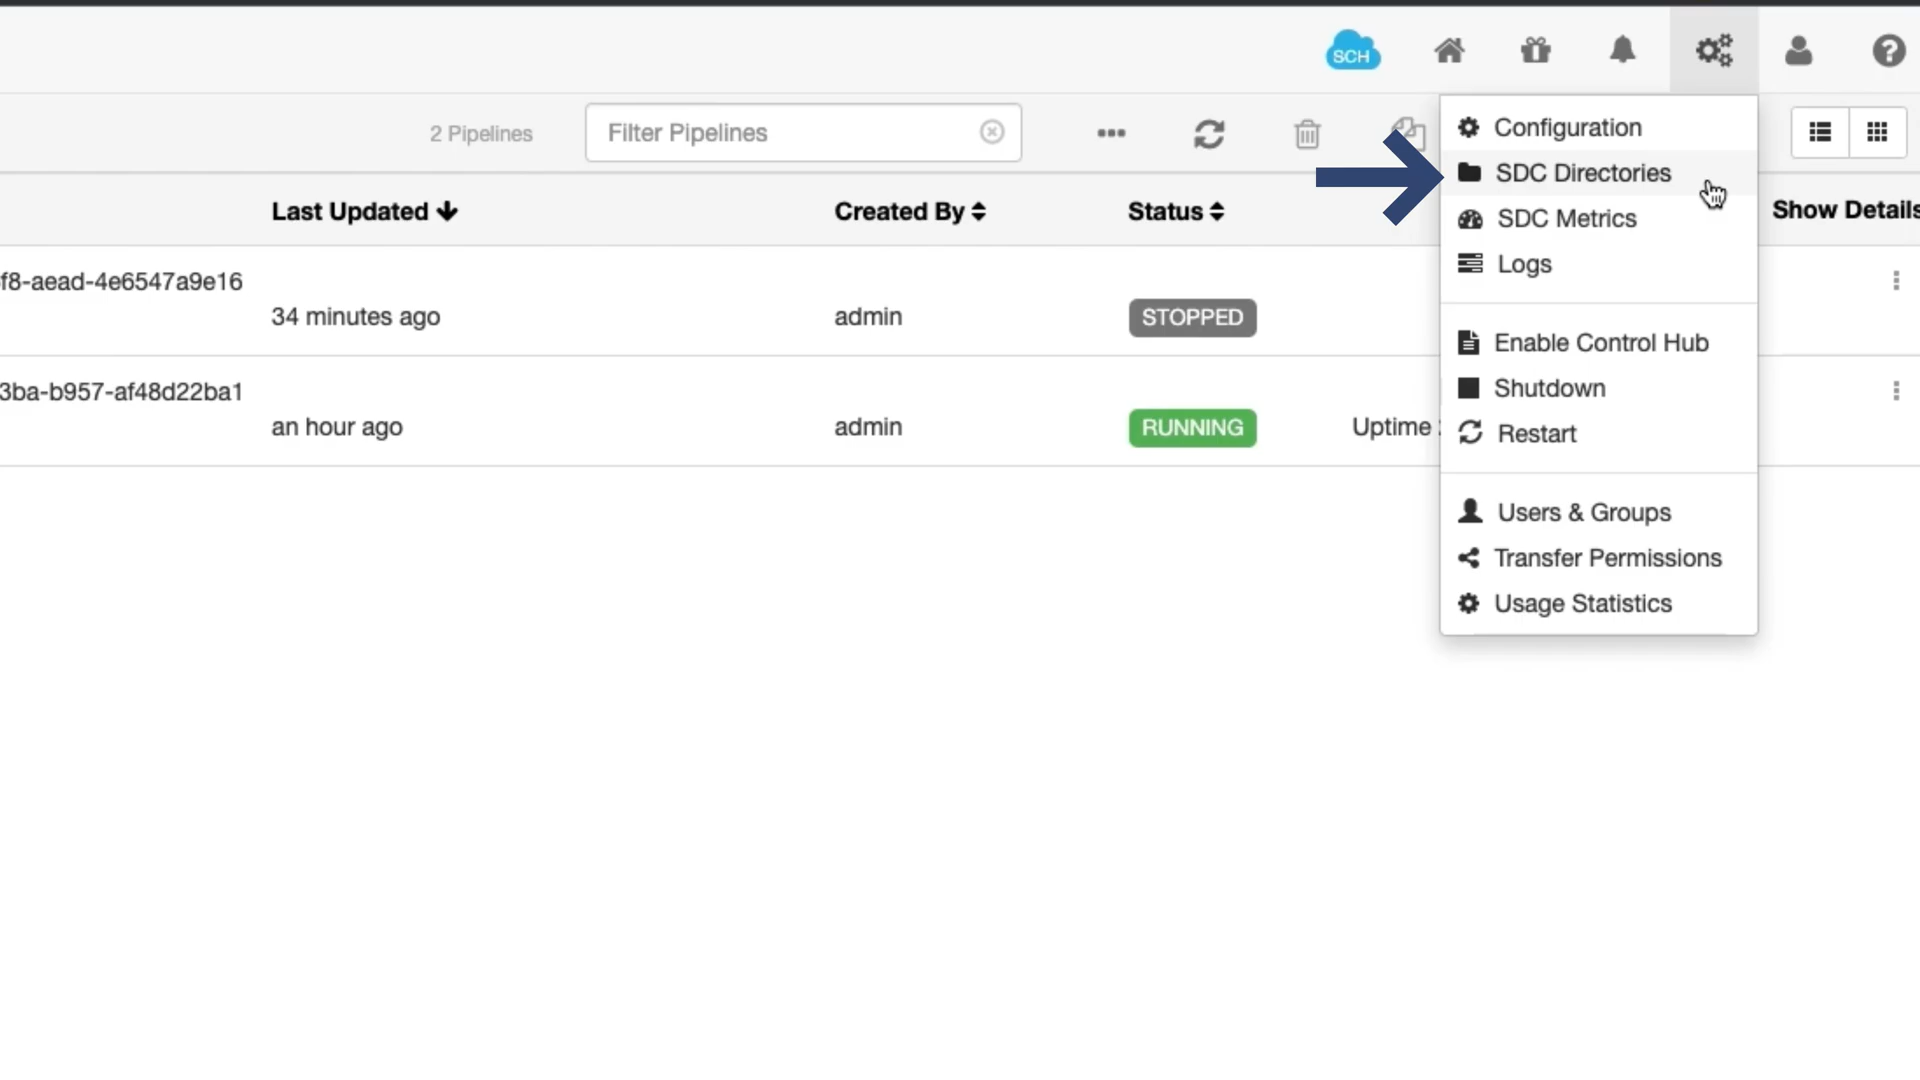 SCH
2 Pipelines
Filter Pipelines
Last Updated
Created By
Status
Show Details
f8-aead-4e6547a9e16
34 minutes ago
admin
STOPPED
3ba-b957-af48d22ba1
an hour ago
admin
RUNNING
Uptime
Configuration
SDC Directories
SDC Metrics
Logs
Enable Control Hub
Shutdown
Restart
Users & Groups
Transfer Permissions
Usage Statistics